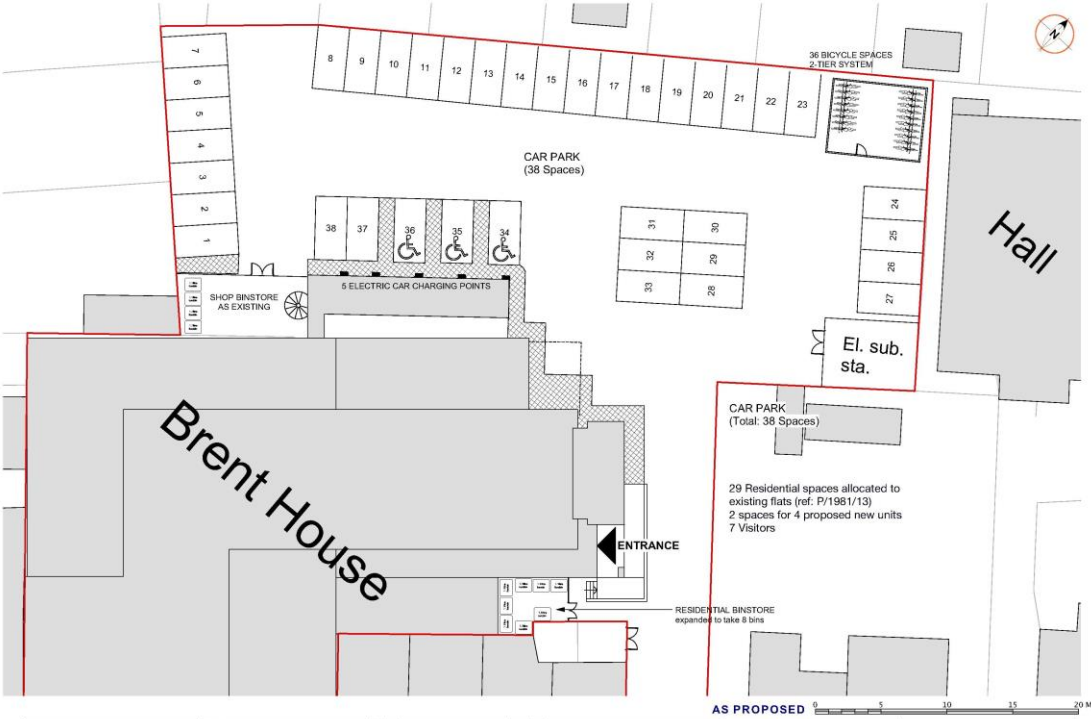 N
36 BICYCLE SPACES
2-TIER SYSTEM
7
6
5
4
3
2
1
8
9
10
11
12
13
14
15
16
17
18
19
20
21
22
23
CAR PARK
(38 Spaces)
24
25
26
27
Hall
38
37
36
35
34
31
30
32
29
33
28
5 ELECTRIC CAR CHARGING POINTS
SHOP BINSTORE
AS EXISTING
El. sub.
sta.
Brent House
CAR PARK
(Total: 38 Spaces)
29 Residential spaces allocated to
existing flats (ref: P/1981/13)
2 spaces for 4 proposed new units
7 Visitors
ENTRANCE
RESIDENTIAL BINSTORE
expanded to take 8 bins
AS PROPOSED
0
5
10
15
20 M